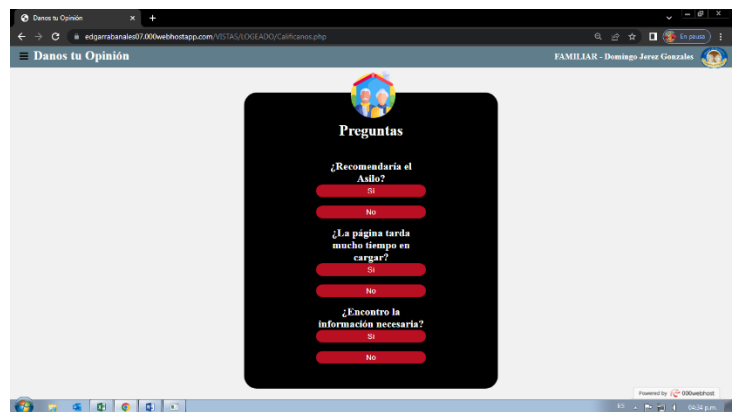 Danos tu Opinión
edgarrabanales07.000webhostapp.com/VISTAS/LOGEADO/Calificanos.php
En pausa
Danos tu Opinión
FAMILIAR - Domingo Jerez Gonzales
Preguntas
¿Recomendaría el
Asilo?
Si
No
¿La página tarda
mucho tiempo en
cargar?
Si
No
¿Encontro la
información necesaria?
Si
No
Powered by 000webhost
ES
04:34 p.m.